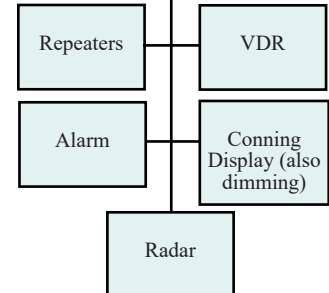 Repeaters
VDR
Alarm
Conning
Display (also
dimming)
Radar